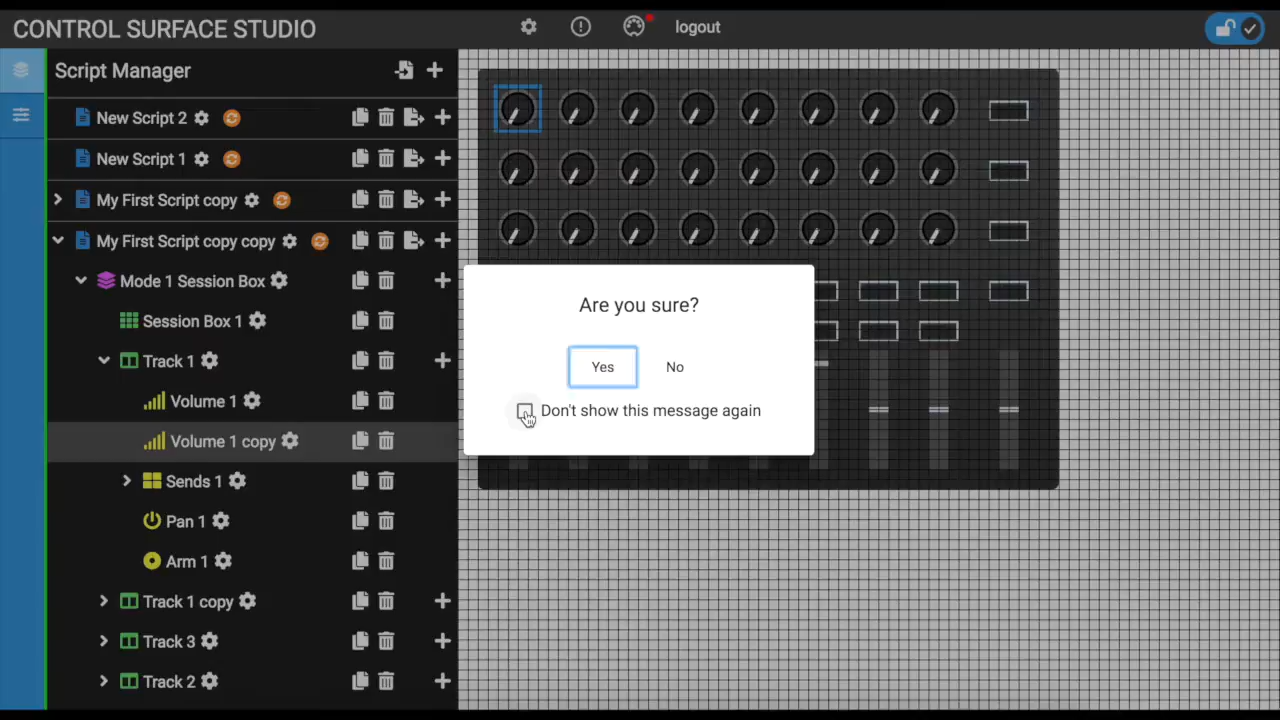 CONTROL SURFACE STUDIO
logout
Script Manager
New Script 2
New Script 1
My First Script copy
My First Script copy copy
Mode 1 Session Box
Session Box 1
Track 1
Volume 1
Volume 1 copy
Sends 1
Pan 1
Arm 1
Track 1 copy
Track 3
Track 2
Are you sure?
Yes
No
Don't show this message again